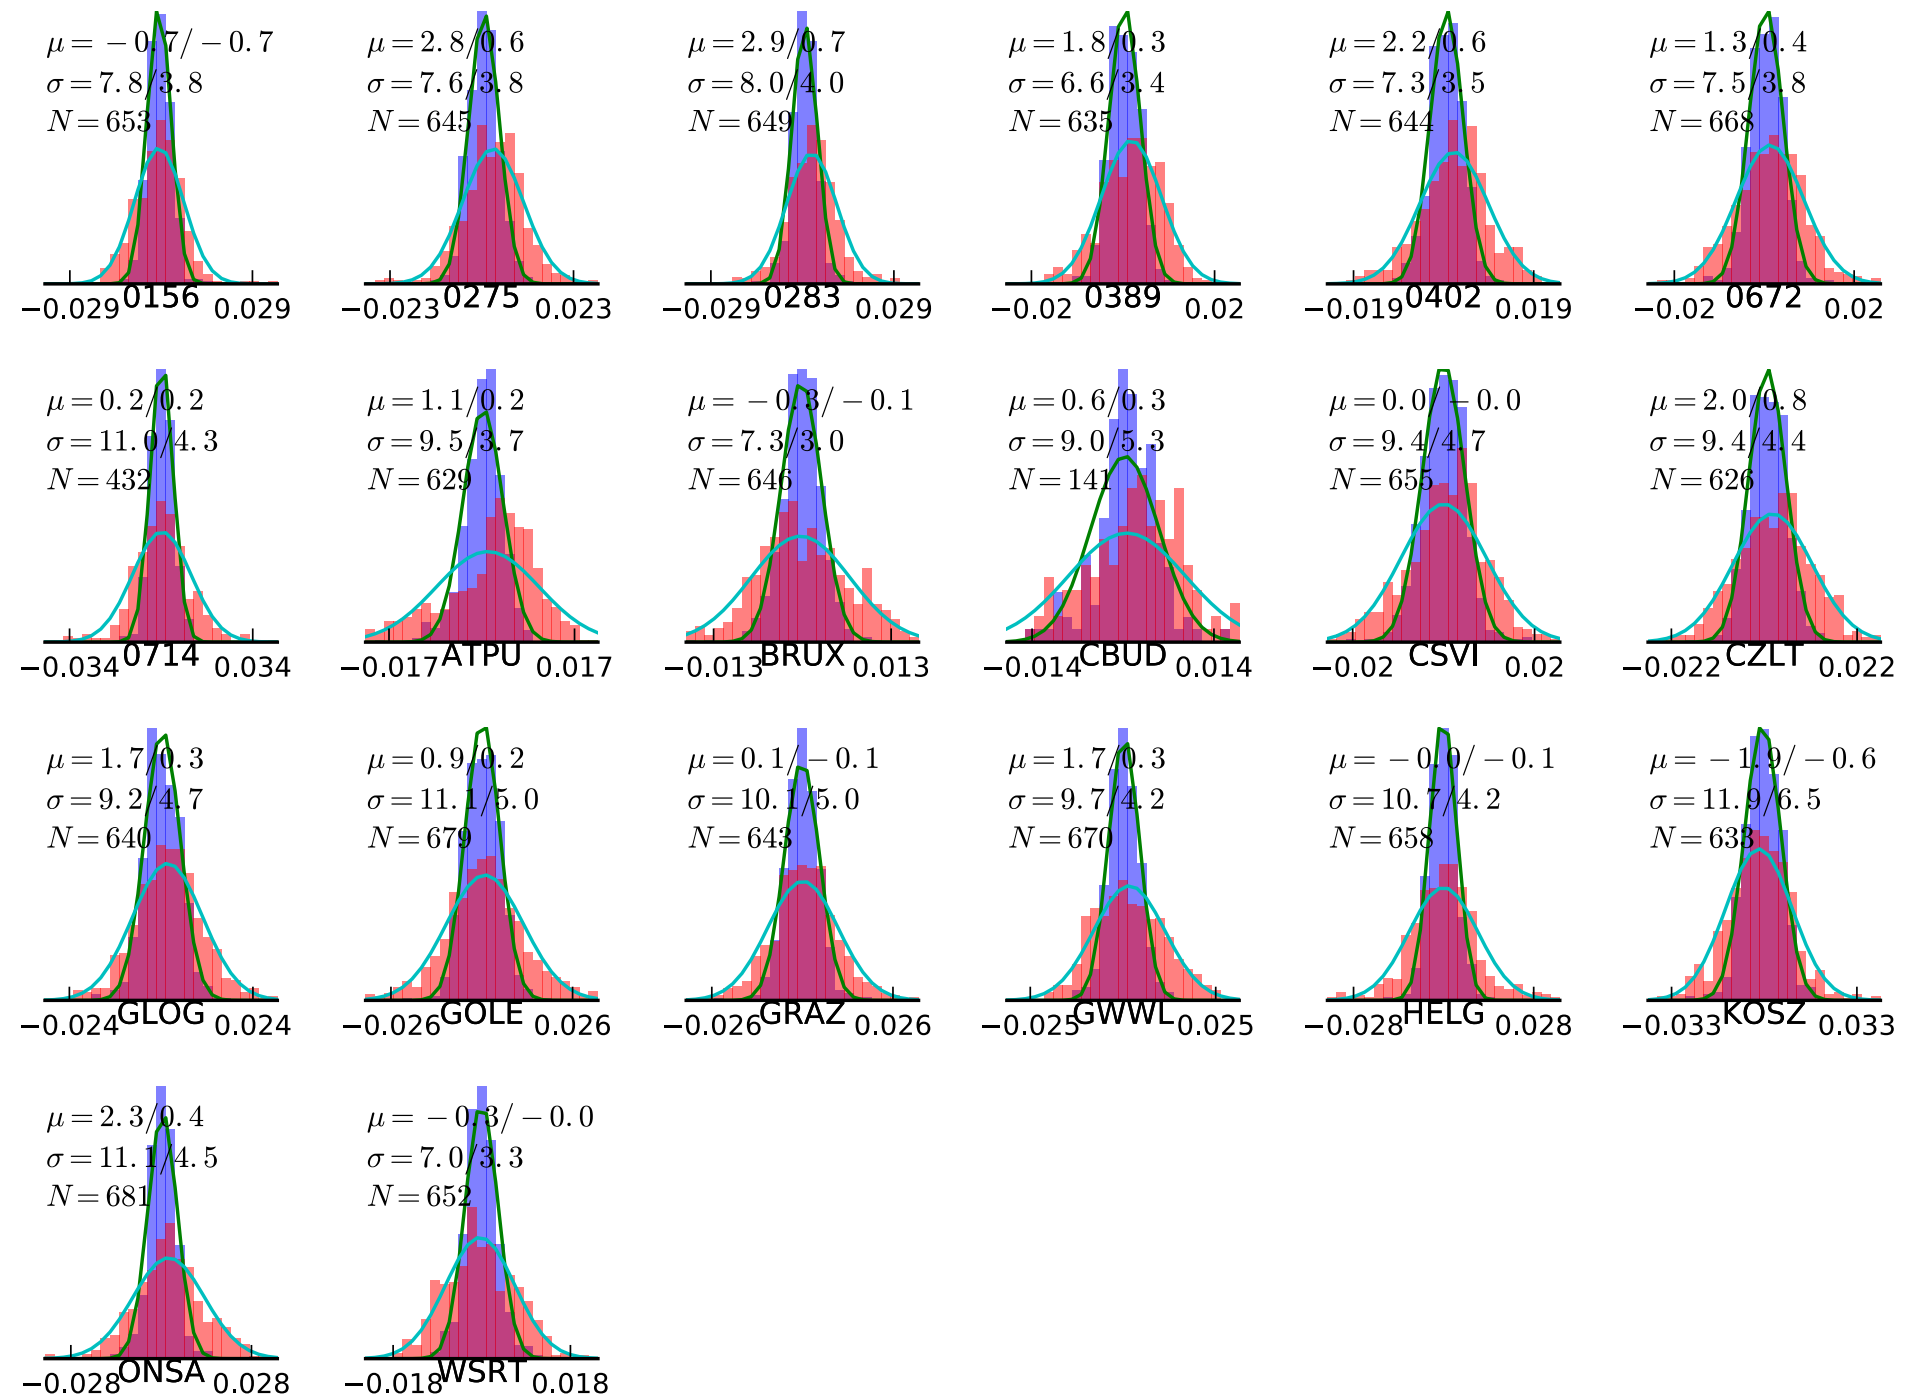 μ = −0.7/ −0.7
σ = 7.8/3.8
N = 653
−0.029 0156 0.029
μ = 2.8/0.6
σ = 7.6/3.8
N = 645
−0.023 0275 0.023
μ = 2.9/0.7
σ = 8.0/4.0
N = 649
−0.029 0283 0.029
μ = 1.8/0.3
σ = 6.6/3.4
N = 635
−0.02 0389 0.02
μ = 2.2/0.6
σ = 7.3/3.5
N = 644
−0.019 0402 0.019
μ = 1.3/0.4
σ = 7.5/3.8
N = 668
−0.02 0672 0.02
μ = 0.2/0.2
σ = 11.0/4.3
N = 432
−0.034 0714 0.034
μ = 1.1/0.2
σ = 9.5/3.7
N = 629
−0.017 ATPU 0.017
μ = −0.3/ −0.1
σ = 7.3/3.0
N = 646
−0.013 BRUX 0.013
μ = 0.6/0.3
σ = 9.0/5.3
N = 141
−0.014 CBUD 0.014
μ = 0.0/ −0.0
σ = 9.4/4.7
N = 655
−0.02 CSVI 0.02
μ = 2.0/0.8
σ = 9.4/4.4
N = 626
−0.022 CZLT 0.022
μ = 1.7/0.3
σ = 9.2/4.7
N = 640
−0.024 GLOG 0.024
μ = 0.9/0.2
σ = 11.1/5.0
N = 679
−0.026 GOLE 0.026
μ = 0.1/ −0.1
σ = 10.1/5.0
N = 643
−0.026 GRAZ 0.026
μ = 1.7/0.3
σ = 9.7/4.2
N = 670
−0.025 GWWL 0.025
μ = −0.0/ −0.1
σ = 10.7/4.2
N = 658
−0.028 HELG 0.028
μ = −1.9/ −0.6
σ = 11.9/6.5
N = 633
−0.033 KOSZ 0.033
μ = 2.3/0.4
σ = 11.1/4.5
N = 681
−0.028 ONSA 0.028
μ = −0.3/ −0.0
σ = 7.0/3.3
N = 652
−0.018 WSRT 0.018